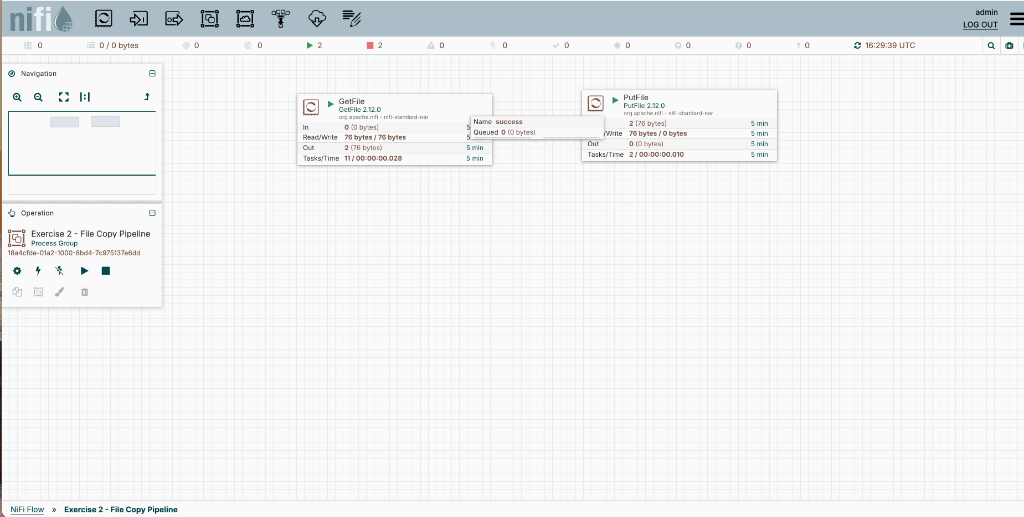 nifi
admin
LOG OUT
0
0 / 0 bytes
0
0
2
2
0
0
0
0
0
0
? 0
16:29:39 UTC
Navigation
Operation
Exercise 2 - File Copy Pipeline
Process Group
18a4cfde-01a2-1000-8bd4-7c975137e6dd
GetFile
GetFile 2.12.0
org.apache.nifi - nifi-standard-nar
In 0 (0 bytes) 5
Read/Write 76 bytes / 76 bytes 5
Out 2 (76 bytes) 5 min
Tasks/Time 11 / 00:00:00.028 5 min
Name success
Queued 0 (0 bytes)
PutFile
PutFile 2.12.0
org.apache.nifi - nifi-standard-nar
2 (76 bytes) 5 min
/Write 76 bytes / 0 bytes 5 min
Out 0 (0 bytes) 5 min
Tasks/Time 2 / 00:00:00.010 5 min
NiFi Flow » Exercise 2 - File Copy Pipeline